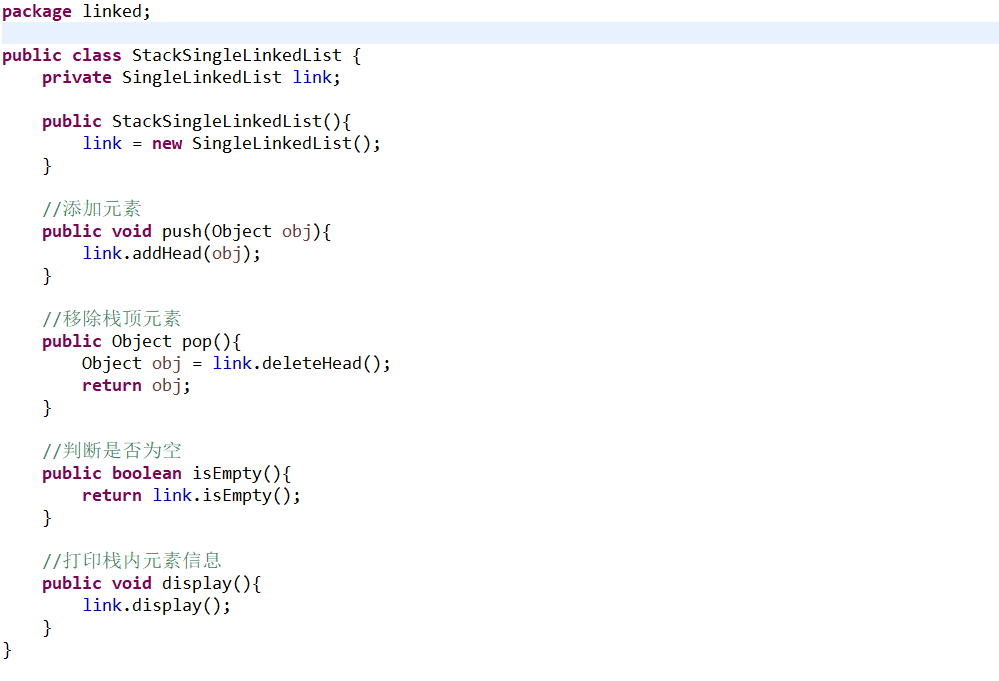 package linked;
public class StackSingleLinkedList {
    private SingleLinkedList link;
    public StackSingleLinkedList(){
        link = new SingleLinkedList();
    }
    //添加元素
    public void push(Object obj){
        link.addHead(obj);
    }
    //移除栈顶元素
    public Object pop(){
        Object obj = link.deleteHead();
        return obj;
    }
    //判断是否为空
    public boolean isEmpty(){
        return link.isEmpty();
    }
    //打印栈内元素信息
    public void display(){
        link.display();
    }
}